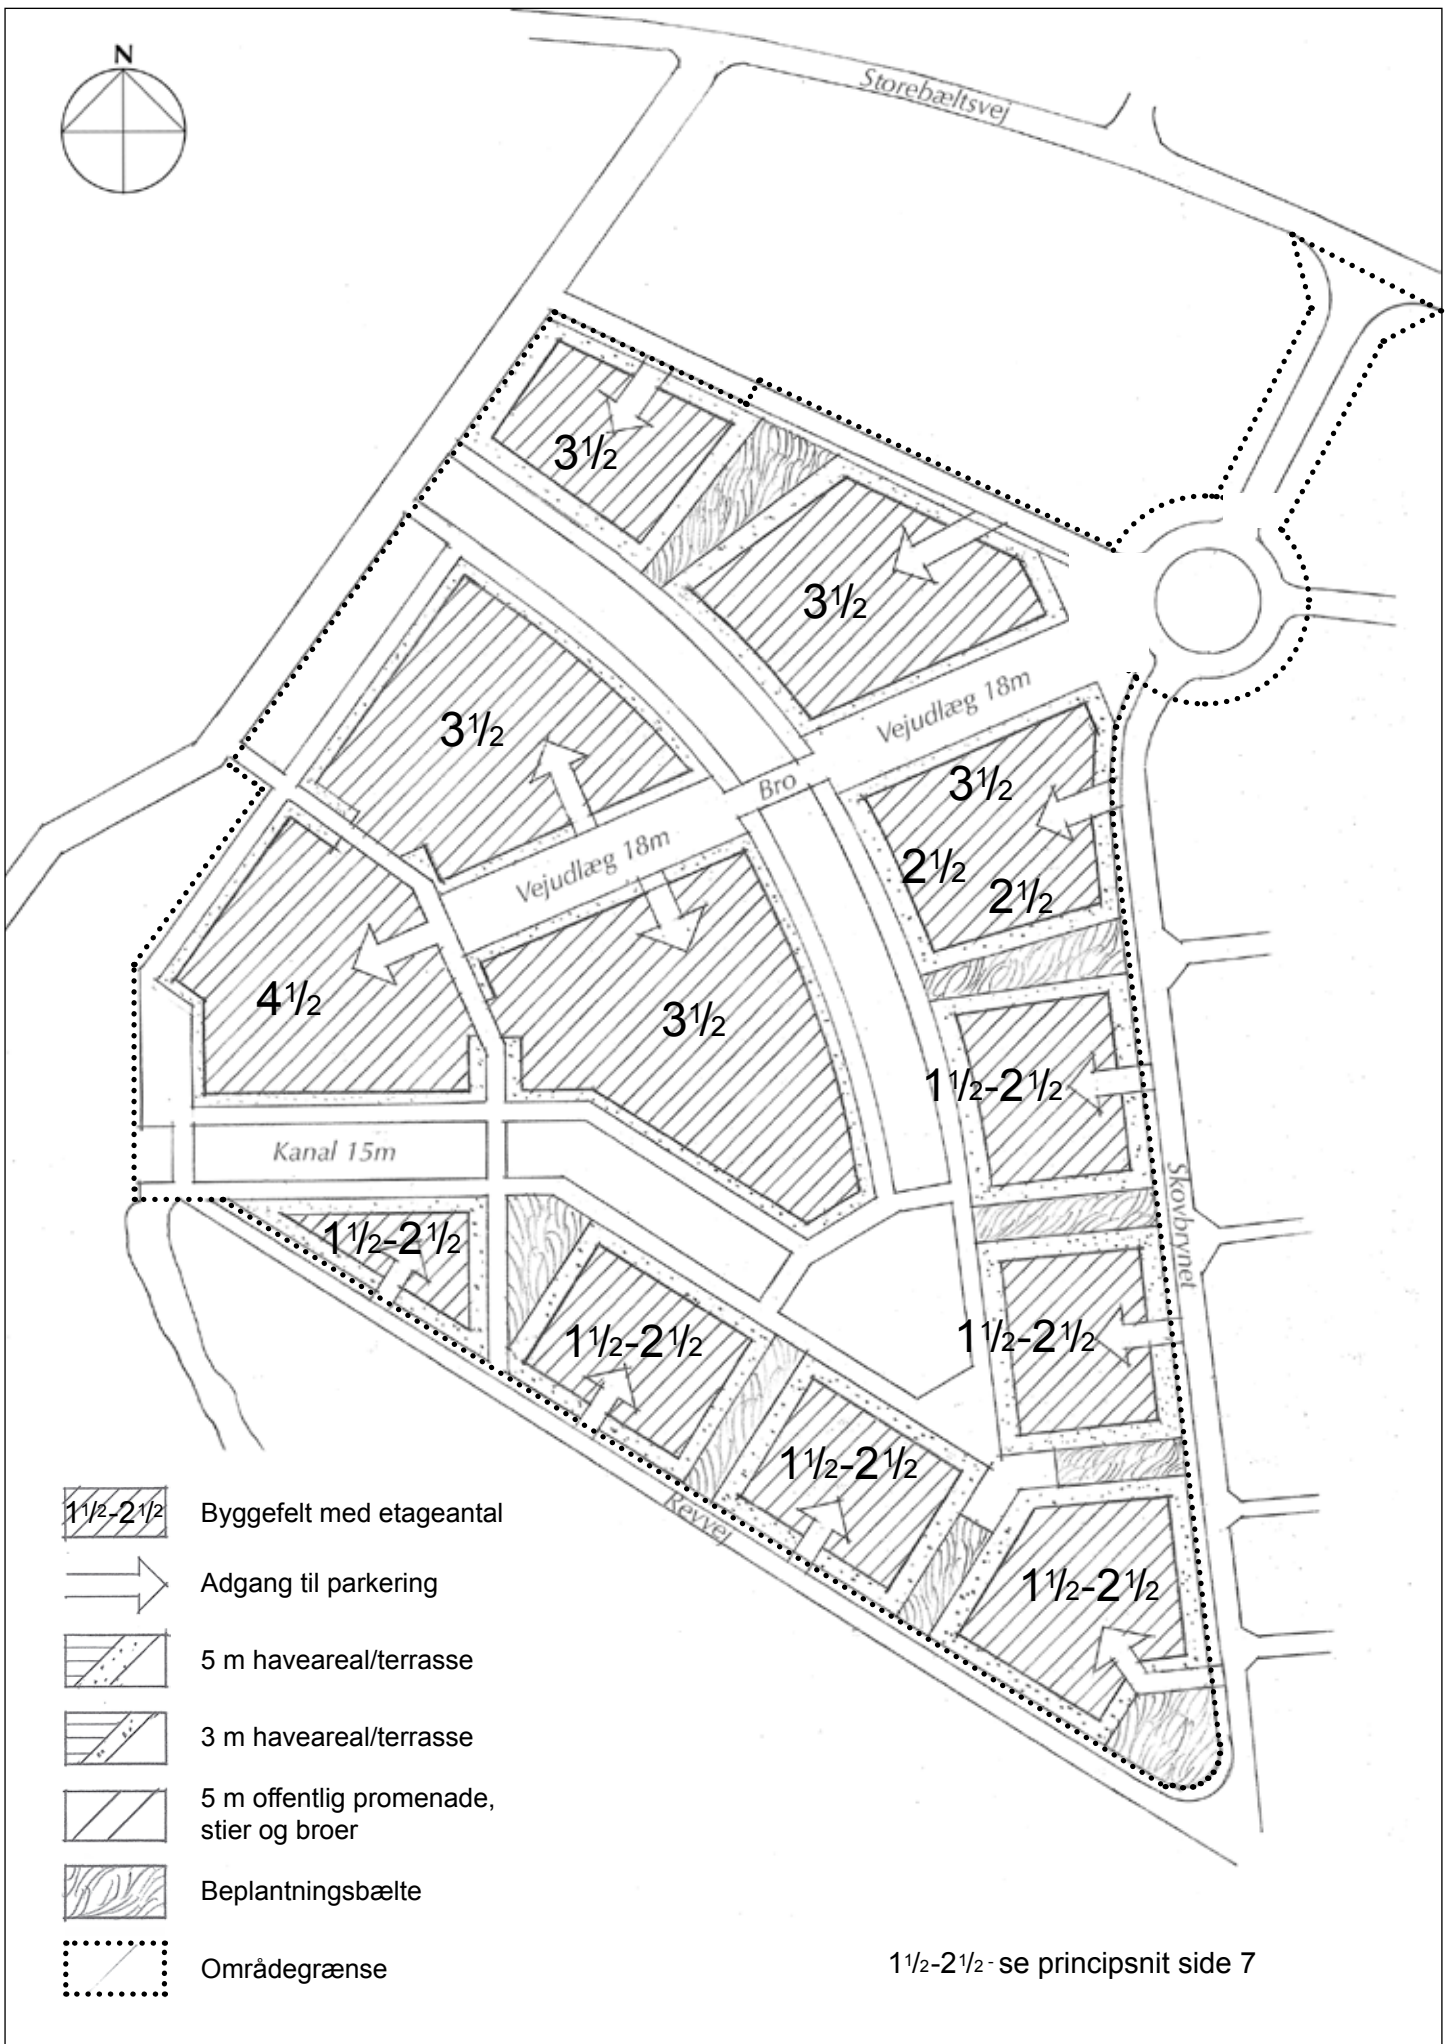 N
Storebæltsvej
3½
3½
Vejudlæg 18m
3½
Bro
3½
Vejudlæg 18m
2½
2½
4½
3½
1½-2½
Kanal 15m
Skovbrynet
1½-2½
1½-2½
1½-2½
1½-2½
Revvej
1½-2½
1½-2½ Byggefelt med etageantal
Adgang til parkering
5 m haveareal/terrasse
3 m haveareal/terrasse
5 m offentlig promenade,
stier og broer
Beplantningsbælte
Områdegrænse
1½-2½ - se principsnit side 7